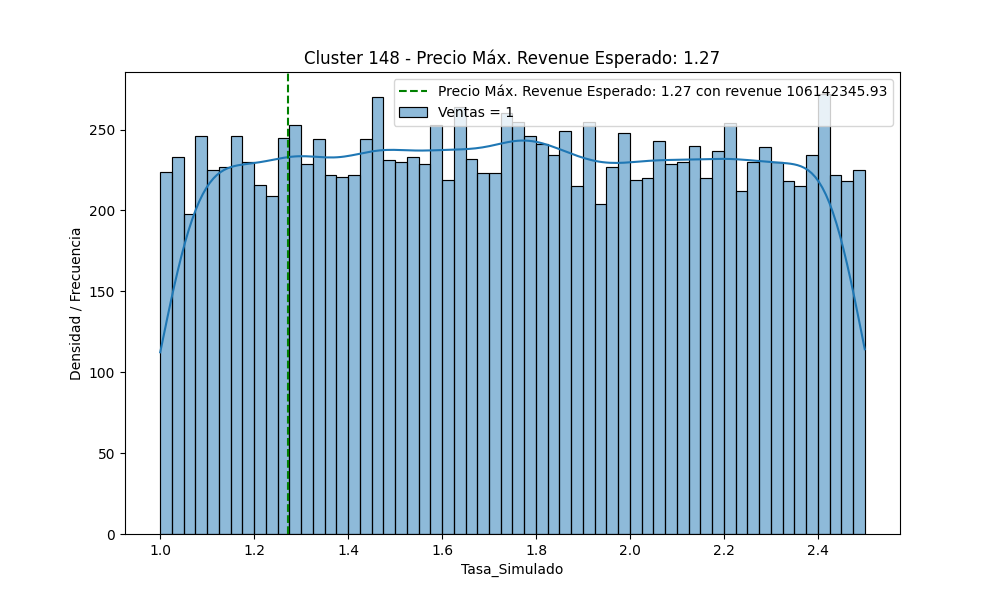 Cluster 148 - Precio Máx. Revenue Esperado: 1.27
Precio Máx. Revenue Esperado: 1.27 con revenue 106142345.93
Ventas = 1
Densidad / Frecuencia
250
200
150
100
50
0
1.0 1.2 1.4 1.6 1.8 2.0 2.2 2.4
Tasa_Simulado